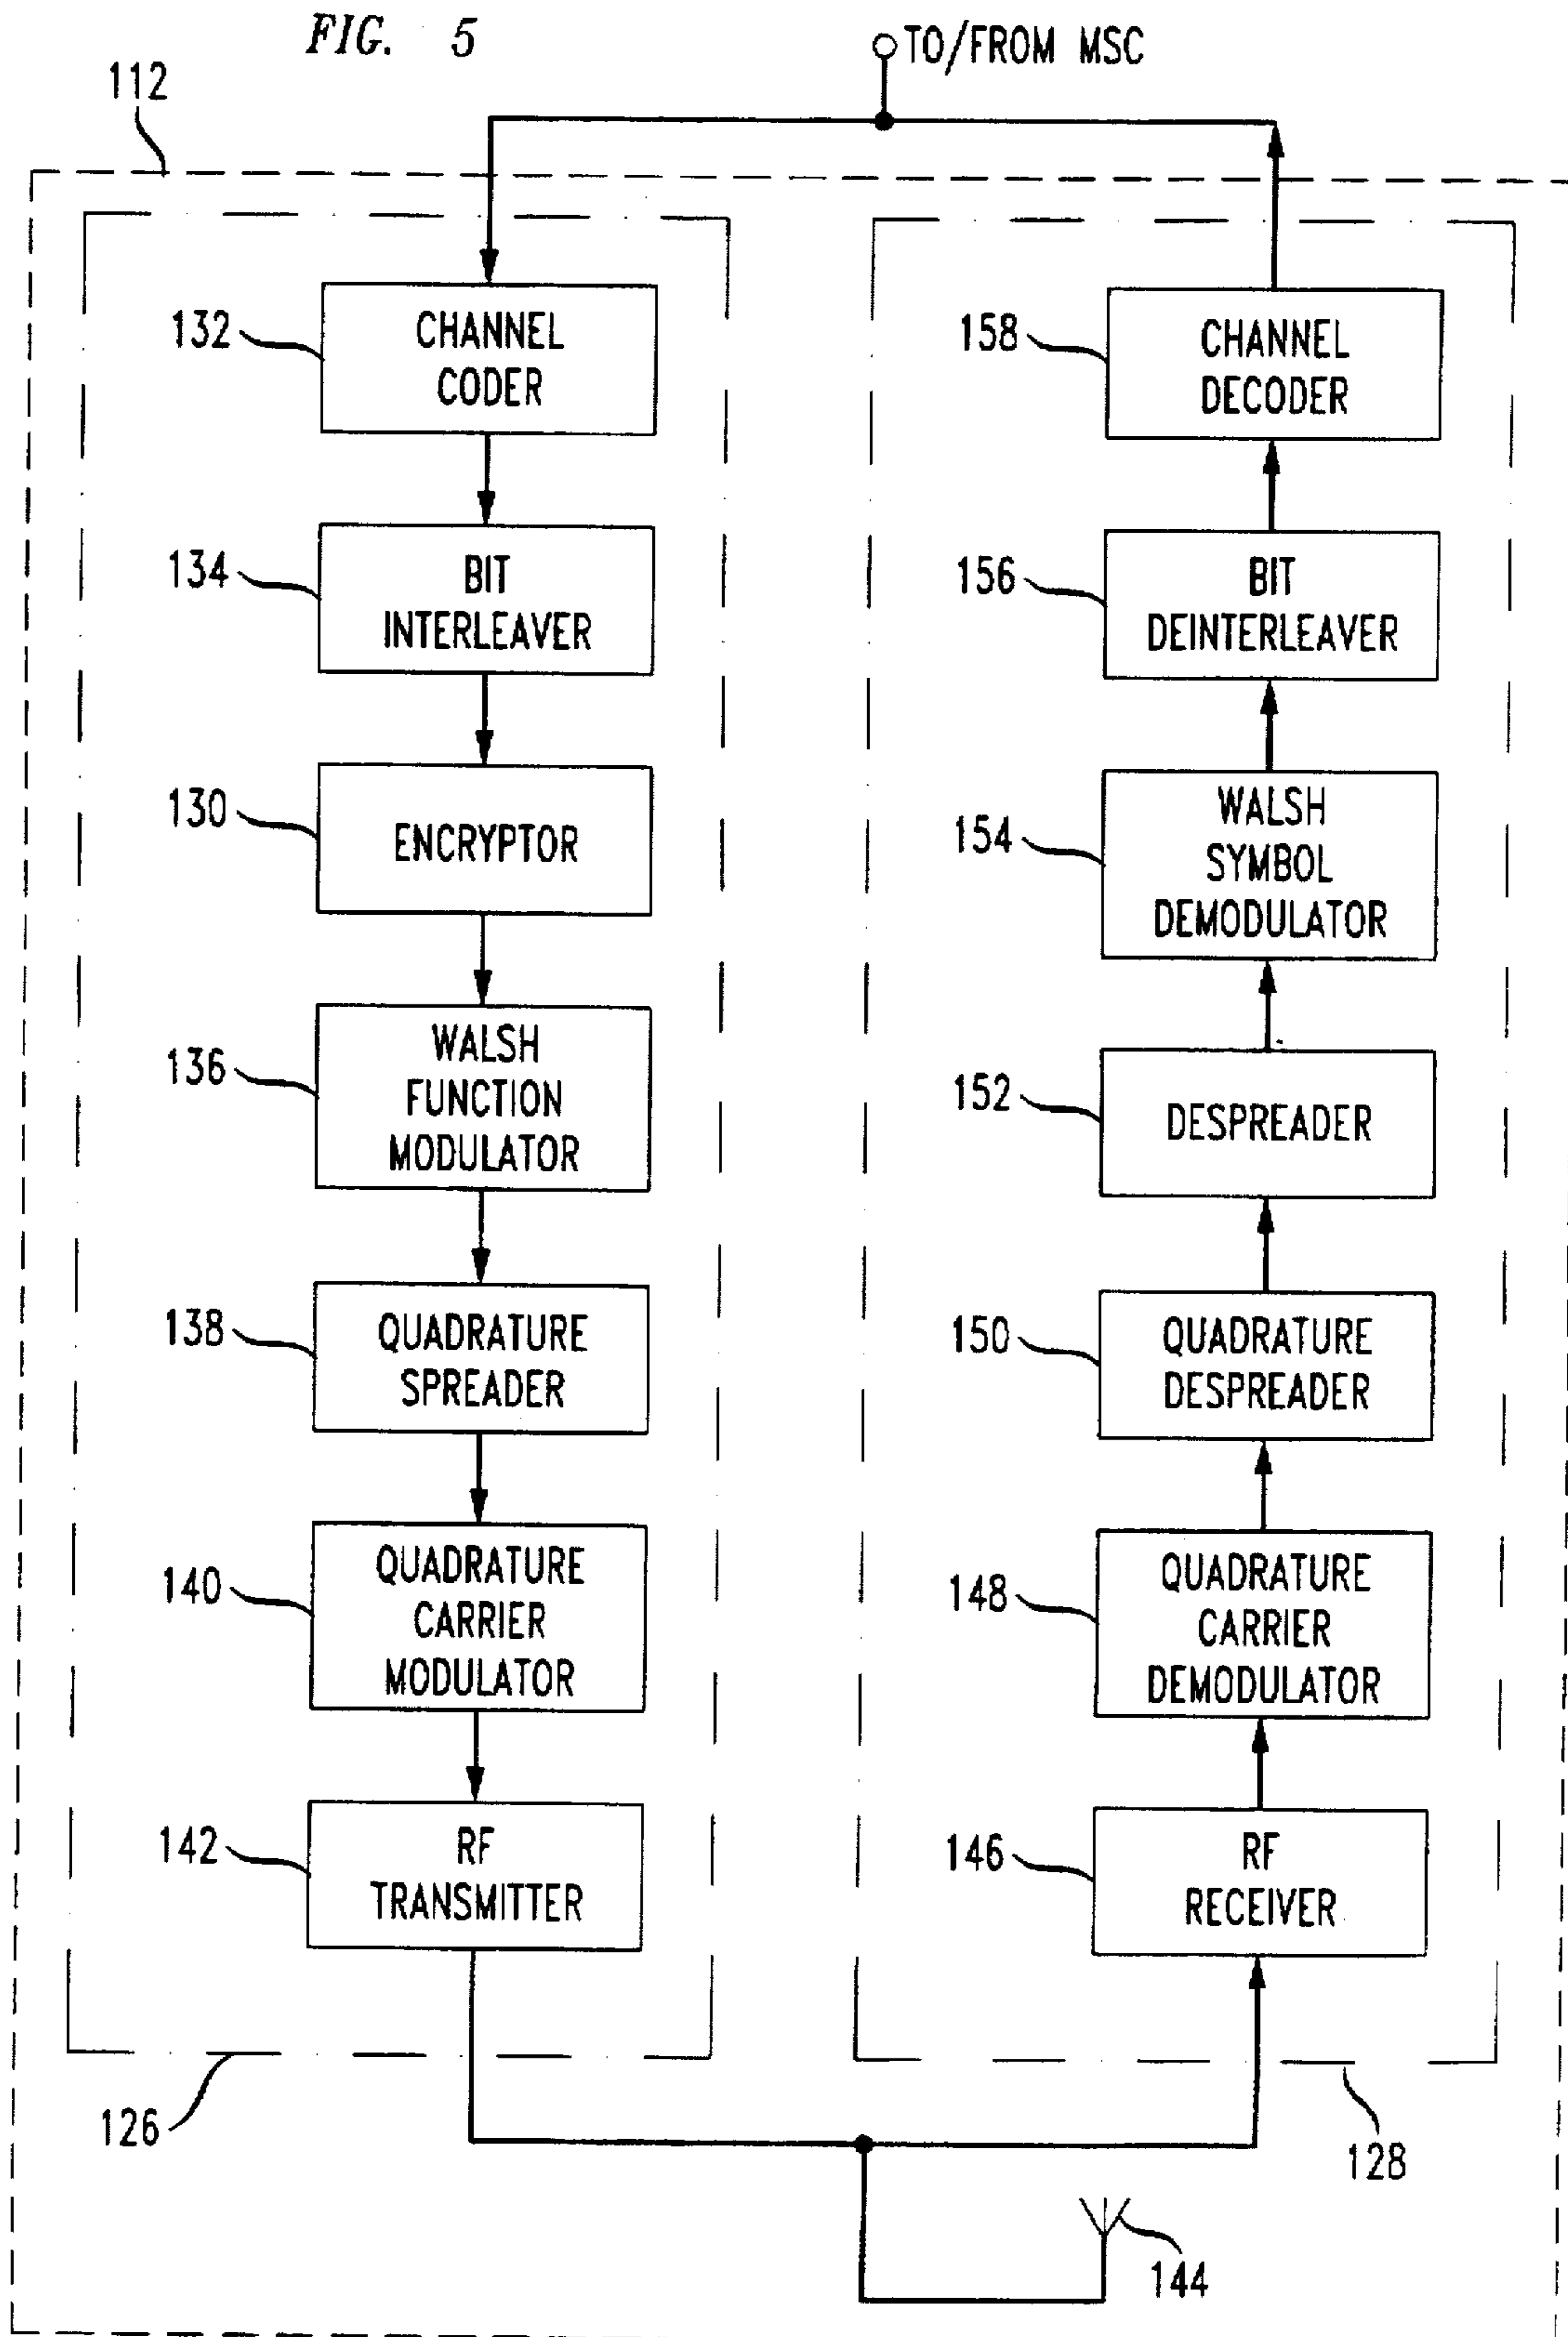 FIG. 5
TO/FROM MSC
112
132
CHANNEL
CODER
134
BIT
INTERLEAVER
130
ENCRYPTOR
136
WALSH
FUNCTION
MODULATOR
138
QUADRATURE
SPREADER
140
QUADRATURE
CARRIER
MODULATOR
142
RF
TRANSMITTER
126
158
CHANNEL
DECODER
156
BIT
DEINTERLEAVER
154
WALSH
SYMBOL
DEMODULATOR
152
DESPREADER
150
QUADRATURE
DESPREADER
148
QUADRATURE
CARRIER
DEMODULATOR
146
RF
RECEIVER
128
144